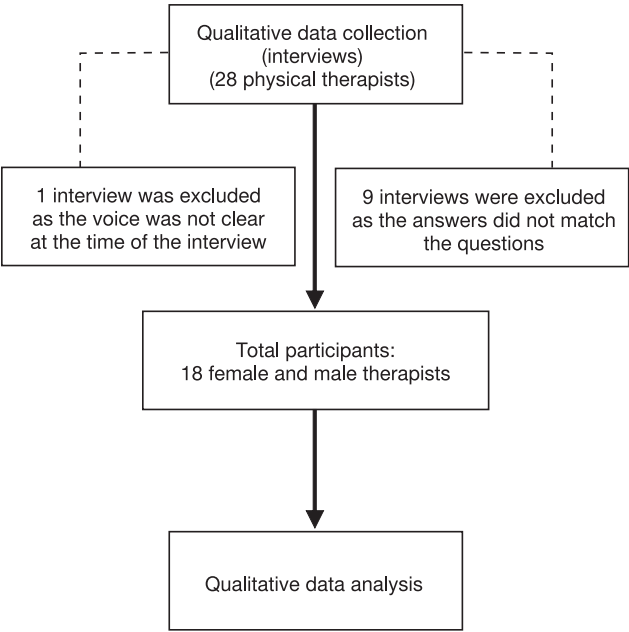 Qualitative data collection
(interviews)
(28 physical therapists)
1 interview was excluded
as the voice was not clear
at the time of the interview
9 interviews were excluded
as the answers did not match
the questions
Total participants:
18 female and male therapists
Qualitative data analysis